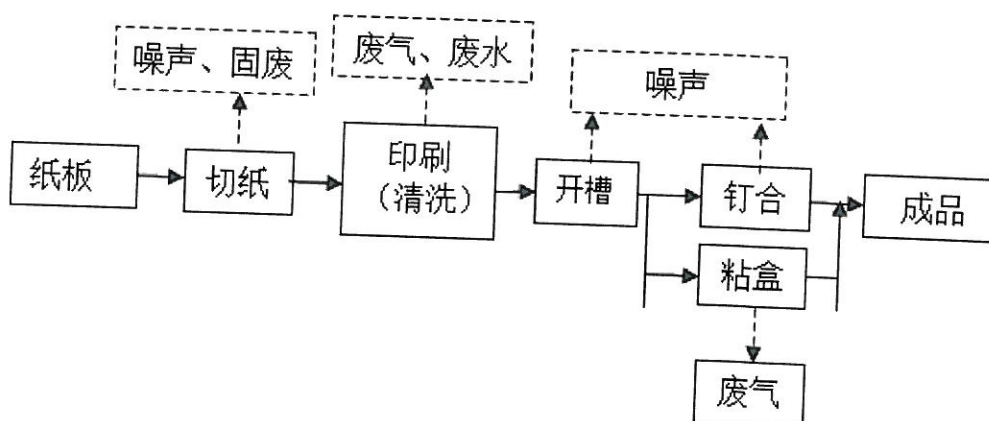 噪声、固废
废气、废水
噪声
纸板
切纸
印刷
（清洗）
开槽
钉合
成品
粘盒
废气